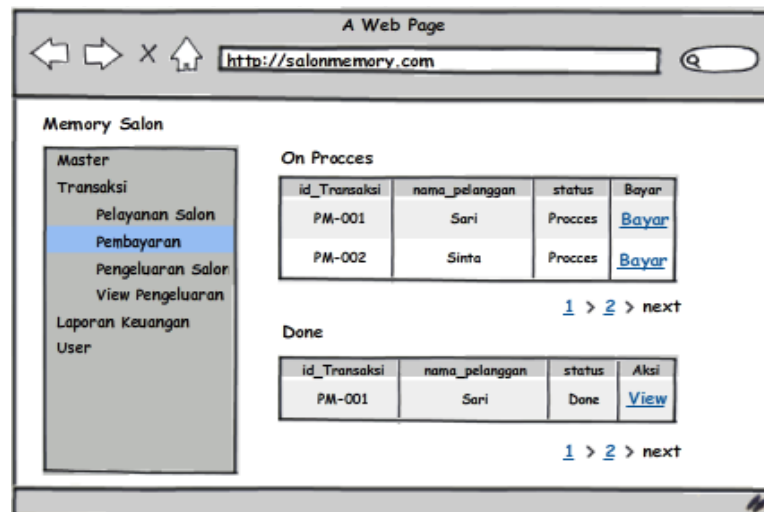 A Web Page
http://salonmemory.com
Memory Salon
Master
Transaksi
Pelayanan Salon
Pembayaran
Pengeluaran Salon
View Pengeluaran
Laporan Keuangan
User
On Procces
id_Transaksi nama_pelanggan status Bayar
PM-001 Sari Procces Bayar
PM-002 Sinta Procces Bayar
1 > 2 > next
Done
id_Transaksi nama_pelanggan status Aksi
PM-001 Sari Done View
1 > 2 > next